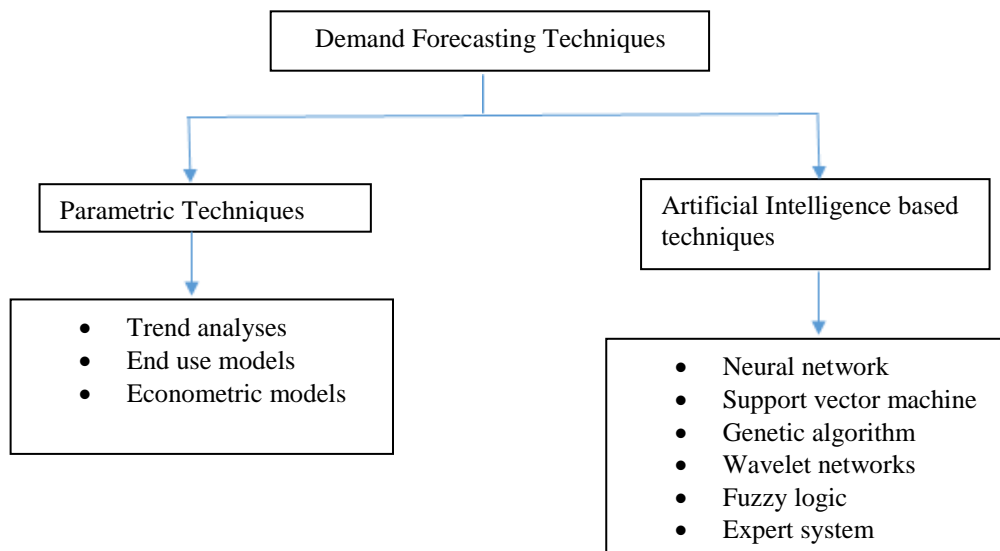 Demand Forecasting Techniques
Parametric Techniques
Artificial Intelligence based
techniques
• Trend analyses
• End use models
• Econometric models
• Neural network
• Support vector machine
• Genetic algorithm
• Wavelet networks
• Fuzzy logic
• Expert system